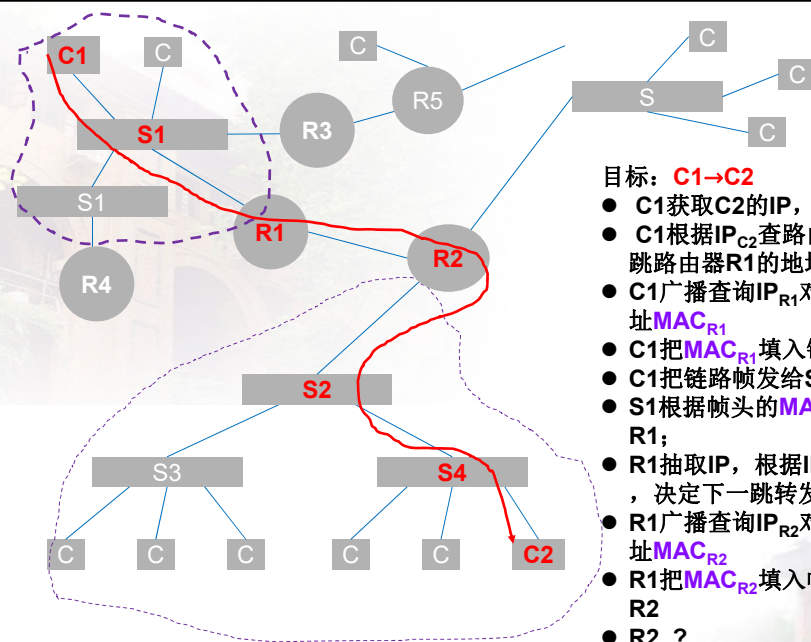 C1
C
C
C
C
S
R5
S1
R3
C
S1
R1
R2
R4
S2
S3
S4
C
C
C
C
C
C2
目标：C1→C2
● C1获取C2的IP，
● C1根据IPC2查路
跳路由器R1的地
● C1广播查询IPR1
址MACR1
● C1把MACR1填入
● C1把链路帧发给
● S1根据帧头的MA
R1；
● R1抽取IP，根据I
，决定下一跳转发
● R1广播查询IPR2
址MACR2
● R1把MACR2填入
R2
● R2 ?